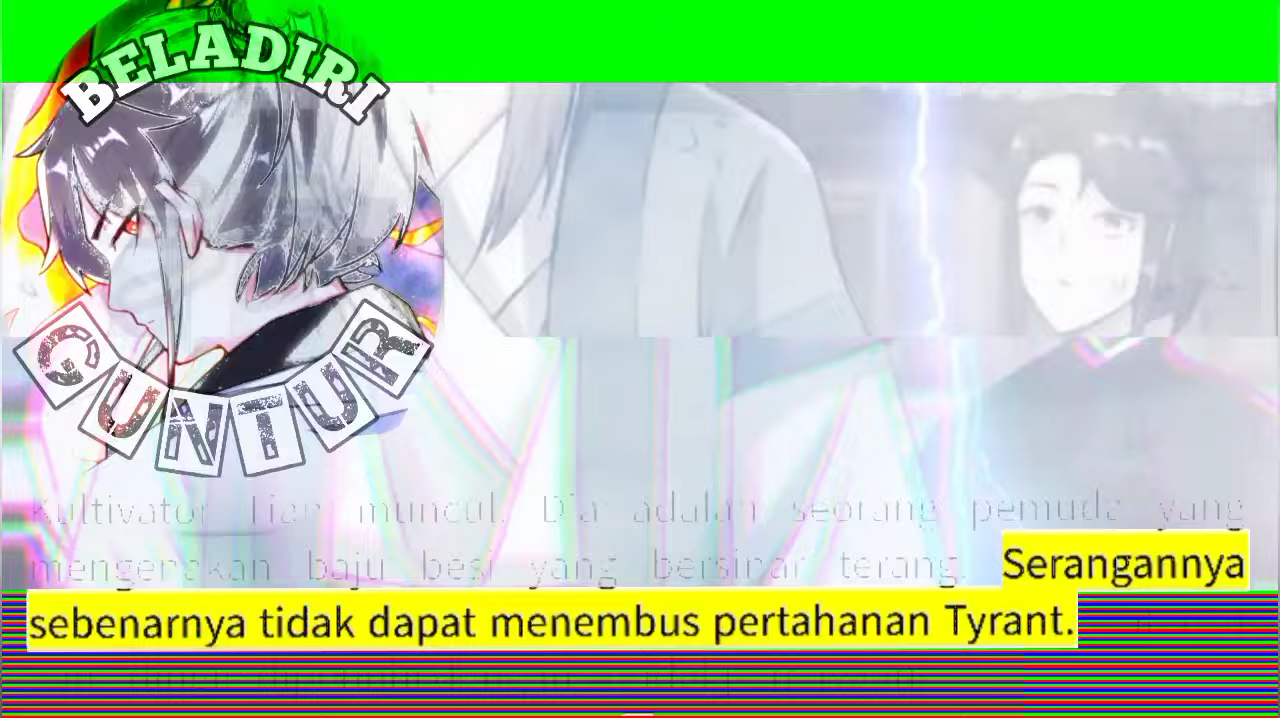 BELADIRI
GUNTUR
Kultivator Tian muncul. Dia adalah seorang pemuda yang
mengenakan baju besi yang bersinar terang. Serangannya
sebenarnya tidak dapat menembus pertahanan Tyrant.